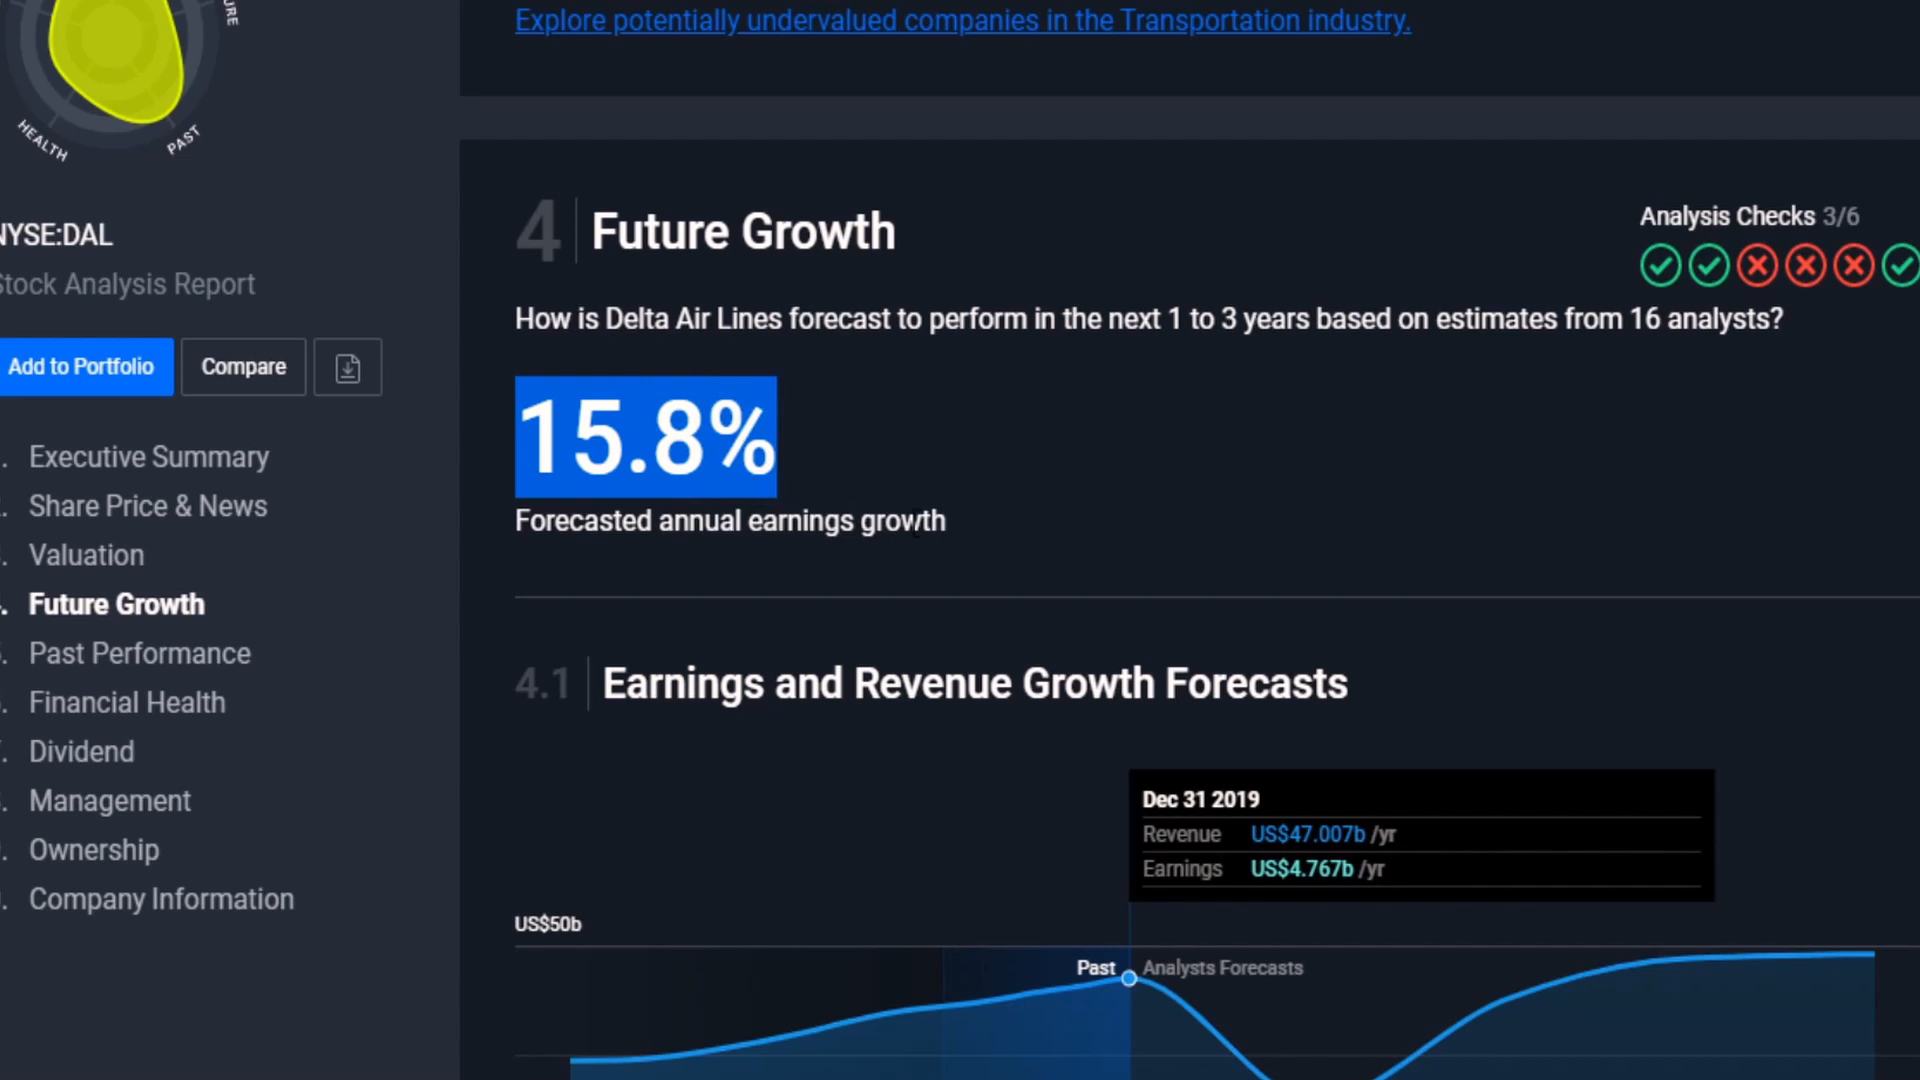 Explore potentially undervalued companies in the Transportation industry.
HEALTH
PAST
NYSE:DAL
Stock Analysis Report
Add to Portfolio
Compare
Executive Summary
Share Price & News
Valuation
Future Growth
Past Performance
Financial Health
Dividend
Management
Ownership
Company Information
4 Future Growth
Analysis Checks 3/6
How is Delta Air Lines forecast to perform in the next 1 to 3 years based on estimates from 16 analysts?
15.8%
Forecasted annual earnings growth
4.1 Earnings and Revenue Growth Forecasts
Dec 31 2019
Revenue US$47.007b /yr
Earnings US$4.767b /yr
US$50b
Past
Analysts Forecasts